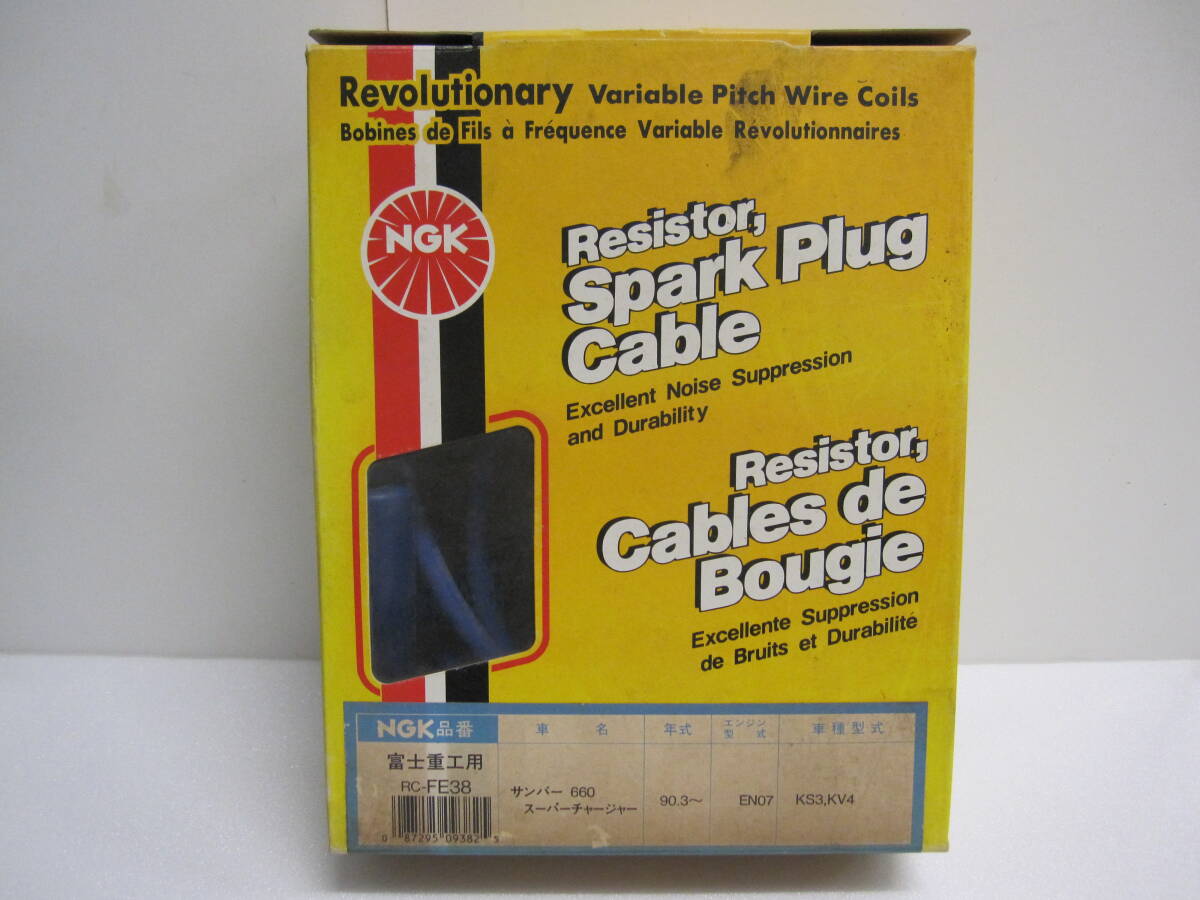 Revolutionary Variable Pitch Wire Coils
Bobines de Fils à Fréquence Variable Révolutionnaires
NGK
Resistor,
Spark Plug
Cable
Excellent Noise Suppression
and Durability
Resistor,
Cables de
Bougie
Excellente Suppression
de Bruits et Durabilité
NGK品番
車名
年式
エンジン
型式
車種型式
富士重工用
RC-FE38
サンバー 660
スーパーチャージャー
90.3〜
EN07
KS3,KV4
0 87295 09382 5